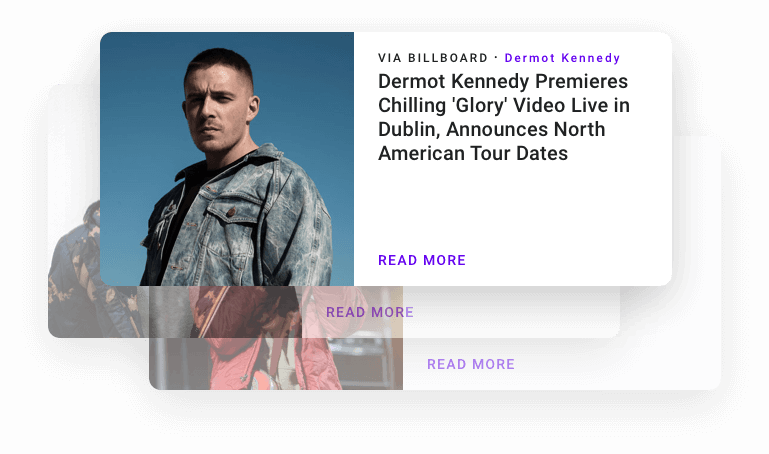 VIA BILLBOARD · Dermot Kennedy
Dermot Kennedy Premieres
Chilling 'Glory' Video Live in
Dublin, Announces North
American Tour Dates
READ MORE
READ MORE
READ MORE